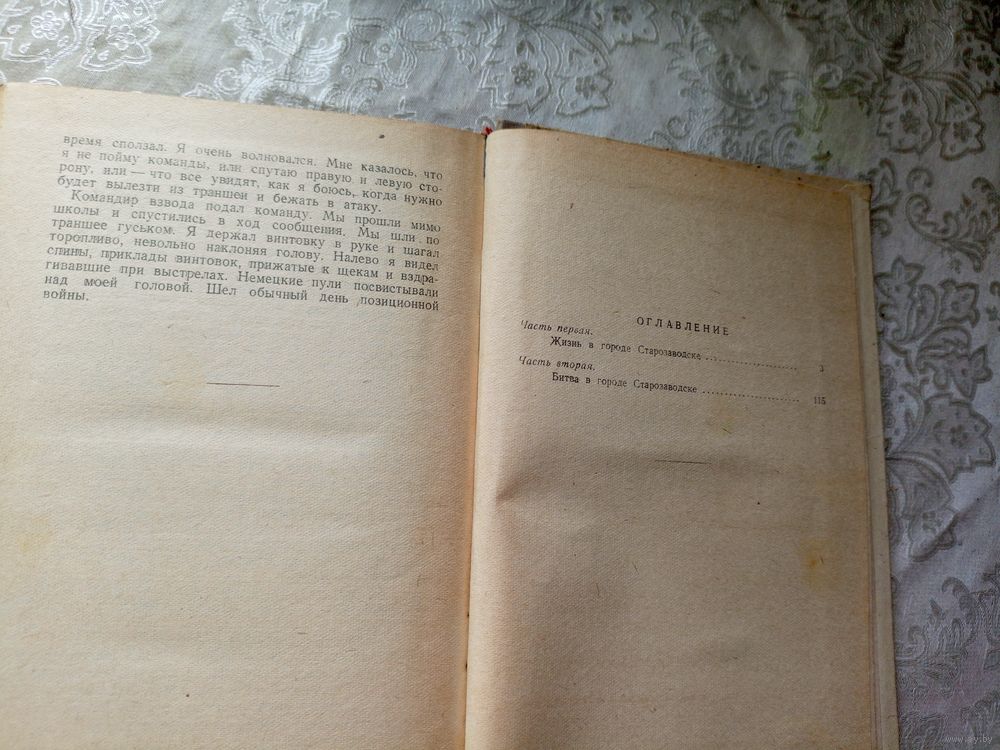 время сползал. Я очень волновался. Мне казалось, что
я не пойму команды, или спутаю правую и левую сто-
рону, или — что все увидят, как я боюсь, когда нужно
будет вылезти из траншеи и бежать в атаку.
Командир взвода подал команду. Мы прошли мимо
школы и спустились в ход сообщения. Мы шли по
траншее гуськом. Я держал винтовку в руке и шагал
торопливо, невольно наклоняя голову. Налево я видел
спины, приклады винтовок, прижатые к щекам и вздра-
гивавшие при выстрелах. Немецкие пули посвистывали
над моей головой. Шел обычный день позиционной
войны.
ОГЛАВЛЕНИЕ
Часть первая.
Жизнь в городе Старозаводске .................. 3
Часть вторая.
Битва в городе Старозаводске .................. 115
www.ay.by